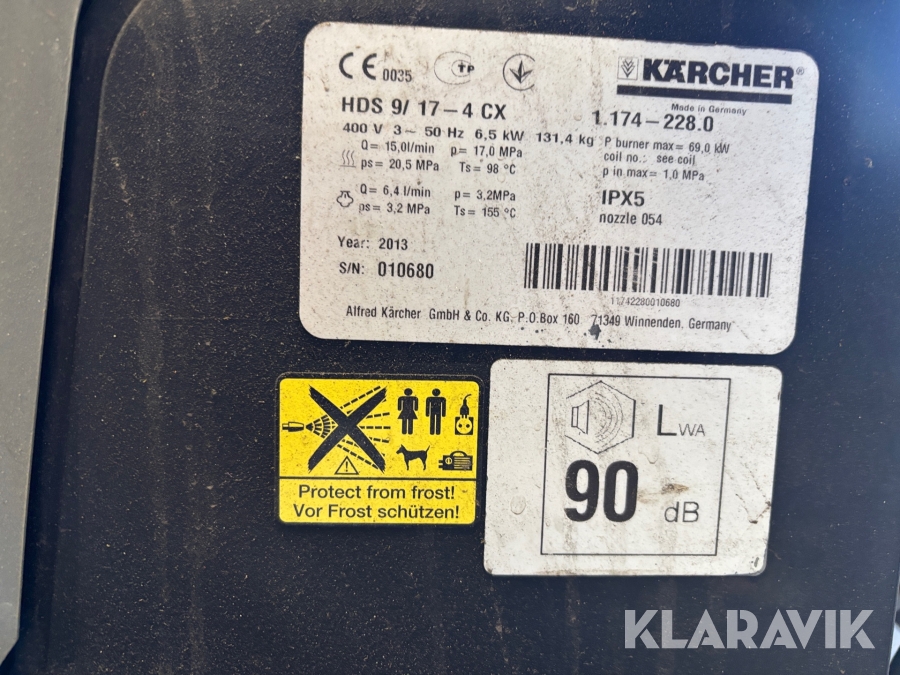 CE 0035
KÄRCHER®
Made in Germany
HDS 9/ 17-4 CX
1.174-228.0
400 V 3~ 50 Hz 6,5 kW 131,4 kg
P burner max= 69,0 kW
Q= 15,0l/min p= 17,0 MPa
coil no.: see coil
ps= 20,5 MPa Ts= 98 °C
p in max= 1,0 MPa
Q= 6,4 l/min p= 3,2MPa
IPX5
ps= 3,2 MPa Ts= 155 °C
nozzle 054
Year: 2013
S/N: 010680
11742280010680
Alfred Kärcher GmbH & Co. KG. P.O.Box 160 71349 Winnenden, Germany
Protect from frost!
Vor Frost schützen!
LWA
90 dB
KLARAVIK